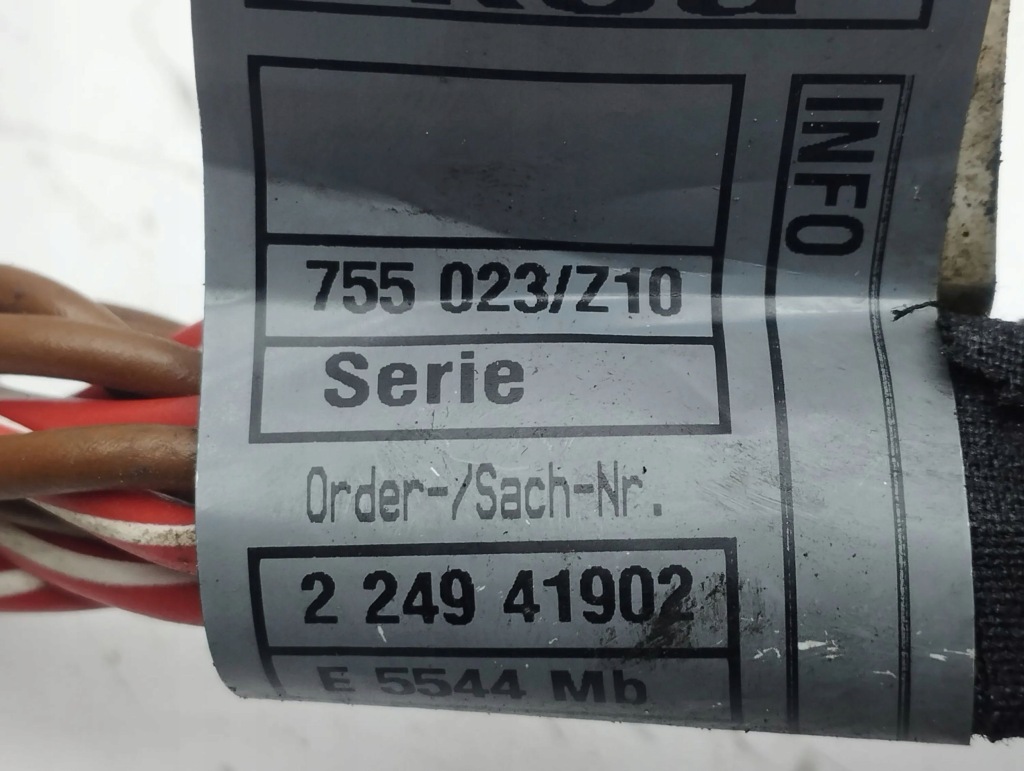 755 023/Z10
Serie
Order-/Sach-Nr.
2 249 41902
E 5544 Mb
INFO